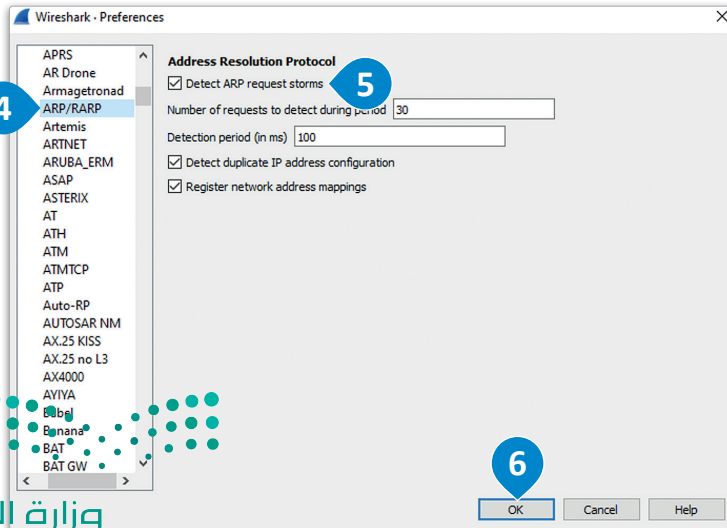 Wireshark · Preferences
APRS
AR Drone
Armagetronad
4
ARP/RARP
Artemis
ARTNET
ARUBA_ERM
ASAP
ASTERIX
AT
ATH
ATM
ATMTCP
ATP
Auto-RP
AUTOSAR NM
AX.25 KISS
AX.25 no L3
AX4000
AYIYA
Babel
Banana
BAT
BAT GW
Address Resolution Protocol
Detect ARP request storms
5
Number of requests to detect during period 30
Detection period (in ms) 100
Detect duplicate IP address configuration
Register network address mappings
6
OK Cancel Help
وزارة ال